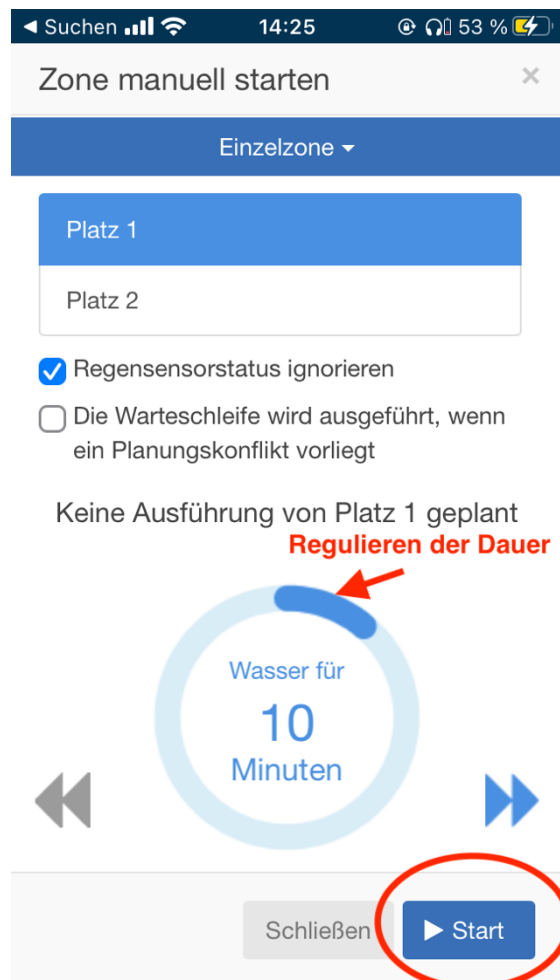 Suchen 14:25 53 %
Zone manuell starten ×
Einzelzone
Platz 1
Platz 2
Regensensorstatus ignorieren
Die Warteschleife wird ausgeführt, wenn
ein Planungskonflikt vorliegt
Keine Ausführung von Platz 1 geplant
Regulieren der Dauer
Wasser für
10
Minuten
Schließen Start